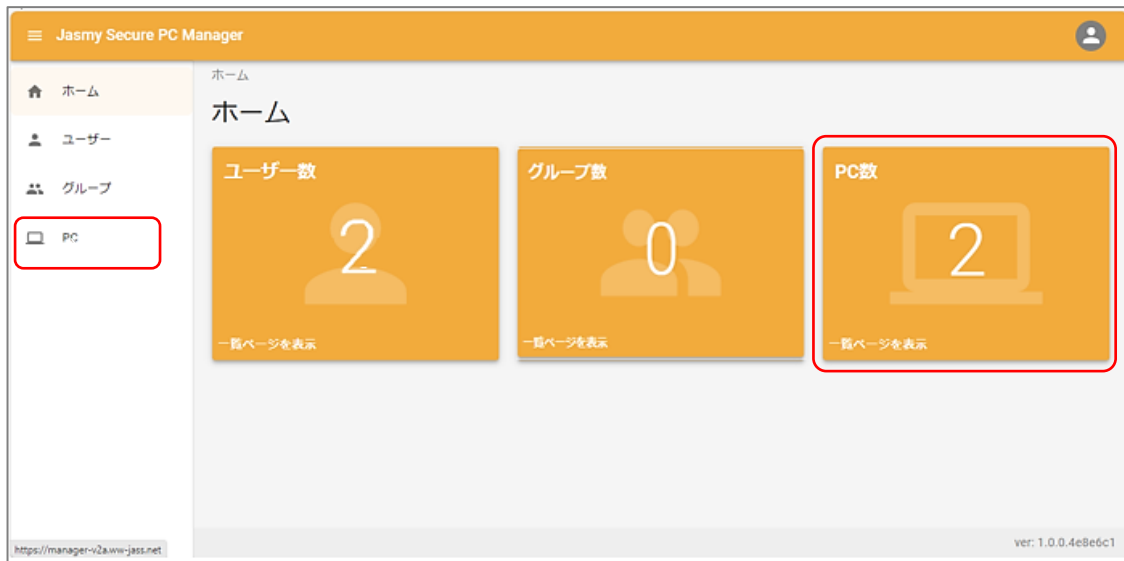 Jasmy Secure PC Manager
ホーム
ユーザー
グループ
PC
ホーム
ホーム
ユーザー数
2
一覧ページを表示
グループ数
0
一覧ページを表示
PC数
2
一覧ページを表示
https://manager-v2a.ww-jass.net
ver: 1.0.0.4e8e6c1